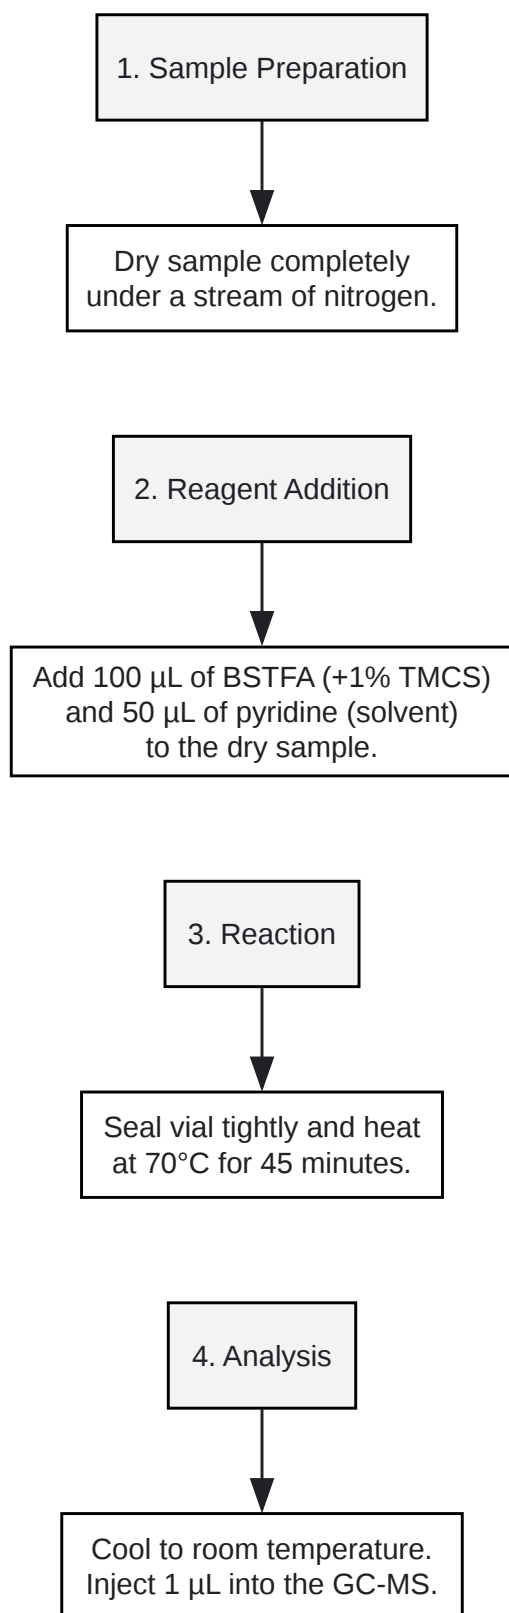 1. Sample Preparation
Dry sample completely
under a stream of nitrogen.
2. Reagent Addition
Add 100 µL of BSTFA (+1% TMCS)
and 50 µL of pyridine (solvent)
to the dry sample.
3. Reaction
Seal vial tightly and heat
at 70°C for 45 minutes.
4. Analysis
Cool to room temperature.
Inject 1 µL into the GC-MS.